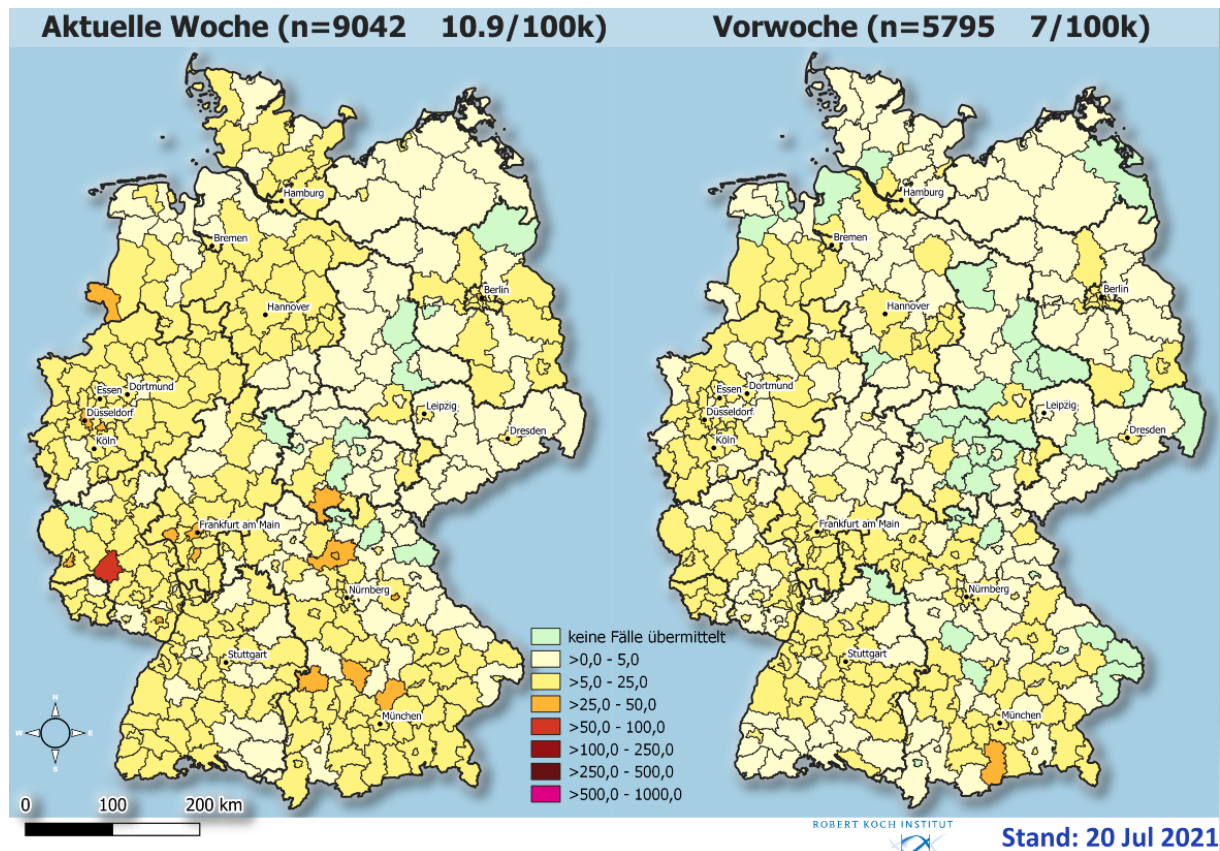 Aktuelle Woche (n=9042 10.9/100k)
Vorwoche (n=5795 7/100k)
Hamburg
Bremen
Berlin
Hannover
Essen
Dortmund
Düsseldorf
Köln
Leipzig
Dresden
Frankfurt am Main
Nürnberg
Stuttgart
München
N
W
E
S
0 100 200 km
keine Fälle übermittelt
>0,0 - 5,0
>5,0 - 25,0
>25,0 - 50,0
>50,0 - 100,0
>100,0 - 250,0
>250,0 - 500,0
>500,0 - 1000,0
Hamburg
Bremen
Berlin
Hannover
Essen
Dortmund
Düsseldorf
Köln
Leipzig
Dresden
Frankfurt am Main
Nürnberg
Stuttgart
München
ROBERT KOCH INSTITUT
Stand: 20 Jul 2021